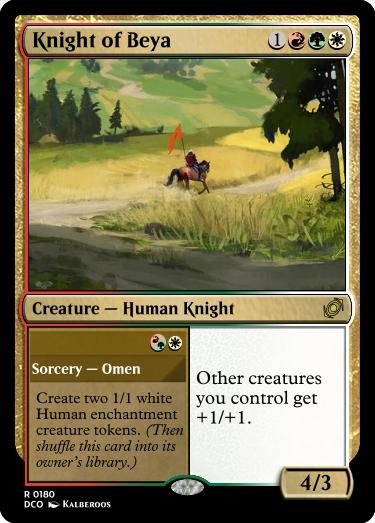 Knight of Beya
1
Creature — Human Knight
Sorcery — Omen
Create two 1/1 white
Human enchantment
creature tokens. (Then
shuffle this card into its
owner's library.)
Other creatures
you control get
+1/+1.
4/3
R 0180
DCO Kalberoos